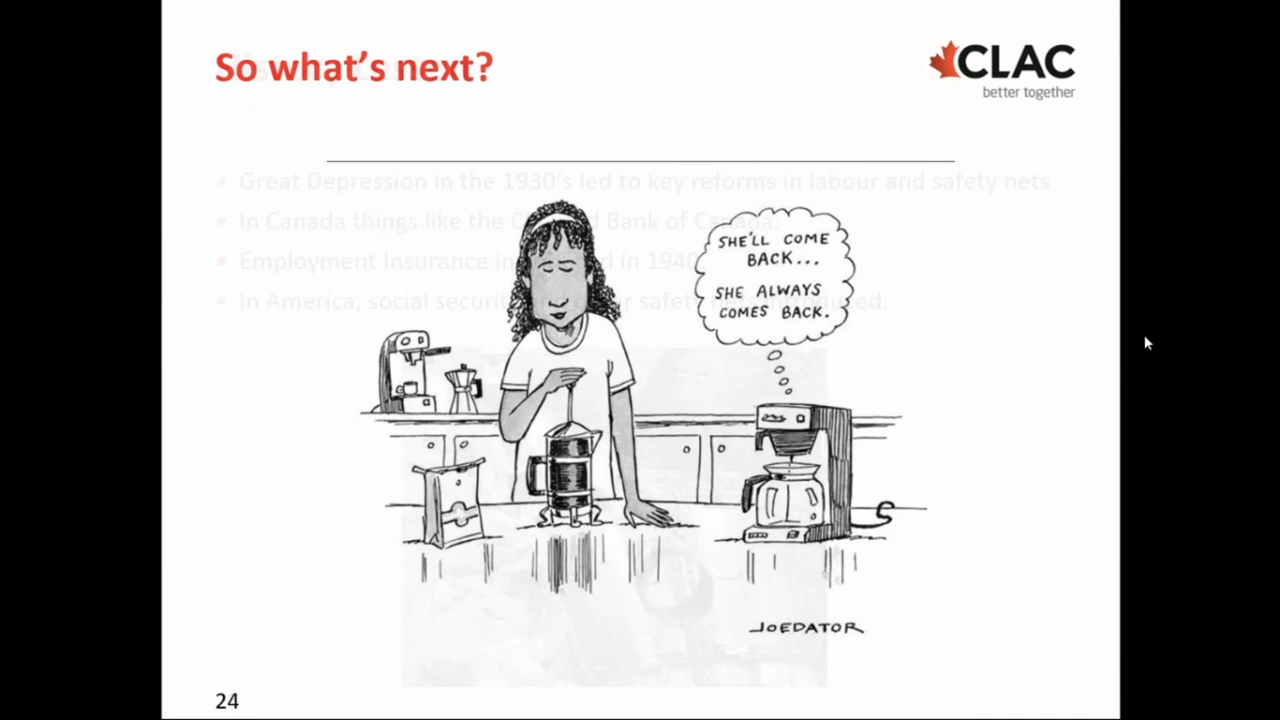 So what's next?
CLAC
better together
• Great Depression in the 1930's led to key reforms in labour and safety nets
• In Canada things like the Bank of Canada.
• Employment Insurance in 1940.
• In America, social security safety nets introduced.
SHE'LL COME
BACK...
SHE ALWAYS
COMES BACK.
JOEDATOR
24